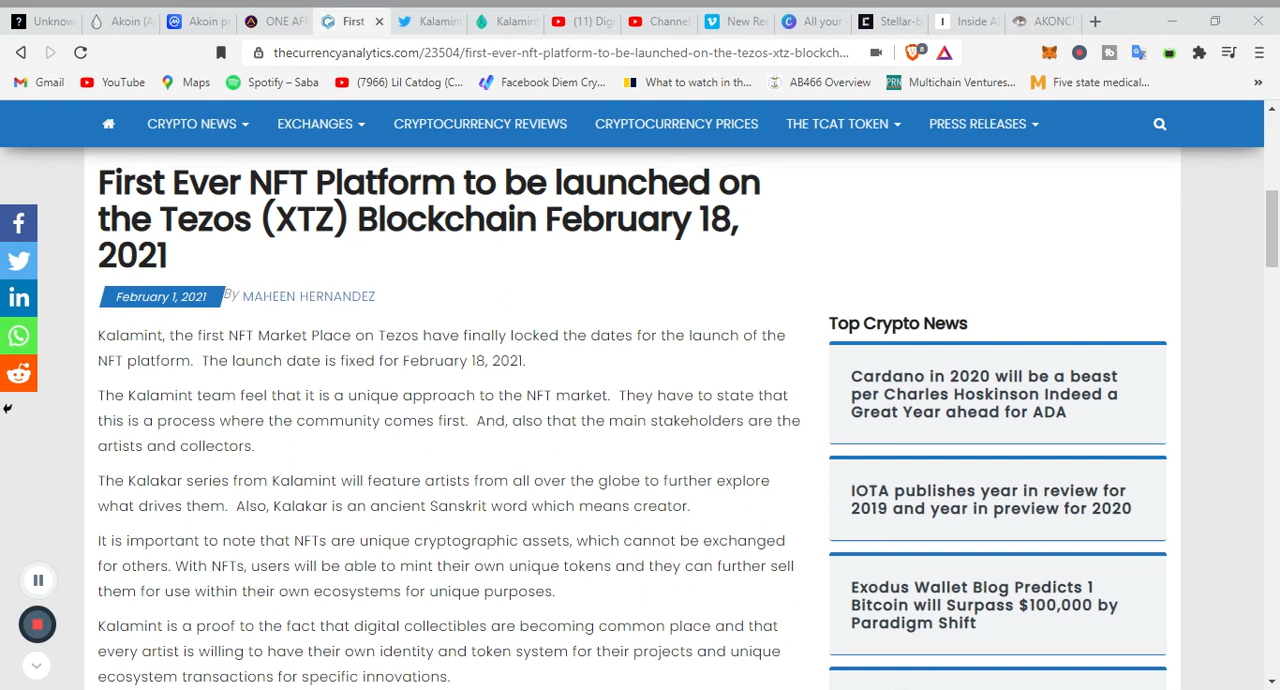 Unknow
Akoin (A
Akoin pr
ONE AFI
First
Kalamint
Kalamint
(11) Dig
Channel
New Rec
All your
Stellar-b
Inside A
AKONCI
thecurrencyanalytics.com/23504/first-ever-nft-platform-to-be-launched-on-the-tezos-xtz-blockch...
Gmail
YouTube
Maps
Spotify – Saba
(7966) Lil Catdog (C...
Facebook Diem Cry...
What to watch in th...
AB466 Overview
Multichain Ventures...
Five state medical...
CRYPTO NEWS
EXCHANGES
CRYPTOCURRENCY REVIEWS
CRYPTOCURRENCY PRICES
THE TCAT TOKEN
PRESS RELEASES
First Ever NFT Platform to be launched on
the Tezos (XTZ) Blockchain February 18,
2021
February 1, 2021 By MAHEEN HERNANDEZ
Kalamint, the first NFT Market Place on Tezos have finally locked the dates for the launch of the
NFT platform. The launch date is fixed for February 18, 2021.
The Kalamint team feel that it is a unique approach to the NFT market. They have to state that
this is a process where the community comes first. And, also that the main stakeholders are the
artists and collectors.
The Kalakar series from Kalamint will feature artists from all over the globe to further explore
what drives them. Also, Kalakar is an ancient Sanskrit word which means creator.
It is important to note that NFTs are unique cryptographic assets, which cannot be exchanged
for others. With NFTs, users will be able to mint their own unique tokens and they can further sell
them for use within their own ecosystems for unique purposes.
Kalamint is a proof to the fact that digital collectibles are becoming common place and that
every artist is willing to have their own identity and token system for their projects and unique
ecosystem transactions for specific innovations.
Top Crypto News
Cardano in 2020 will be a beast
per Charles Hoskinson Indeed a
Great Year ahead for ADA
IOTA publishes year in review for
2019 and year in preview for 2020
Exodus Wallet Blog Predicts 1
Bitcoin will Surpass $100,000 by
Paradigm Shift